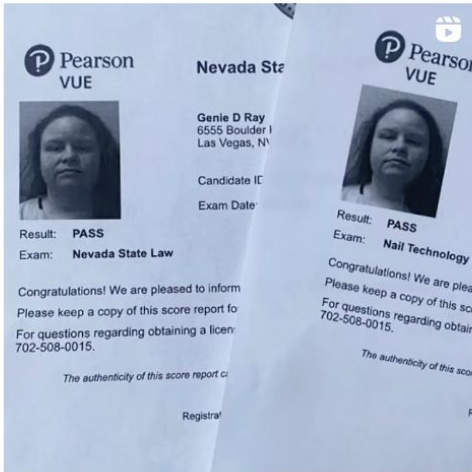 Pearson
VUE
Nevada Sta
Genie D Ray
6555 Boulder
Las Vegas, NV
Candidate ID
Exam Date
Result: PASS
Exam: Nevada State Law
Congratulations! We are pleased to inform
Please keep a copy of this score report fo
For questions regarding obtaining a licen
702-508-0015.
The authenticity of this score report ca
Registra
Pearson
VUE
Result: PASS
Exam: Nail Technology
Congratulations! We are plea
Please keep a copy of this sc
For questions regarding obtain
702-508-0015.
The authenticity of this sco